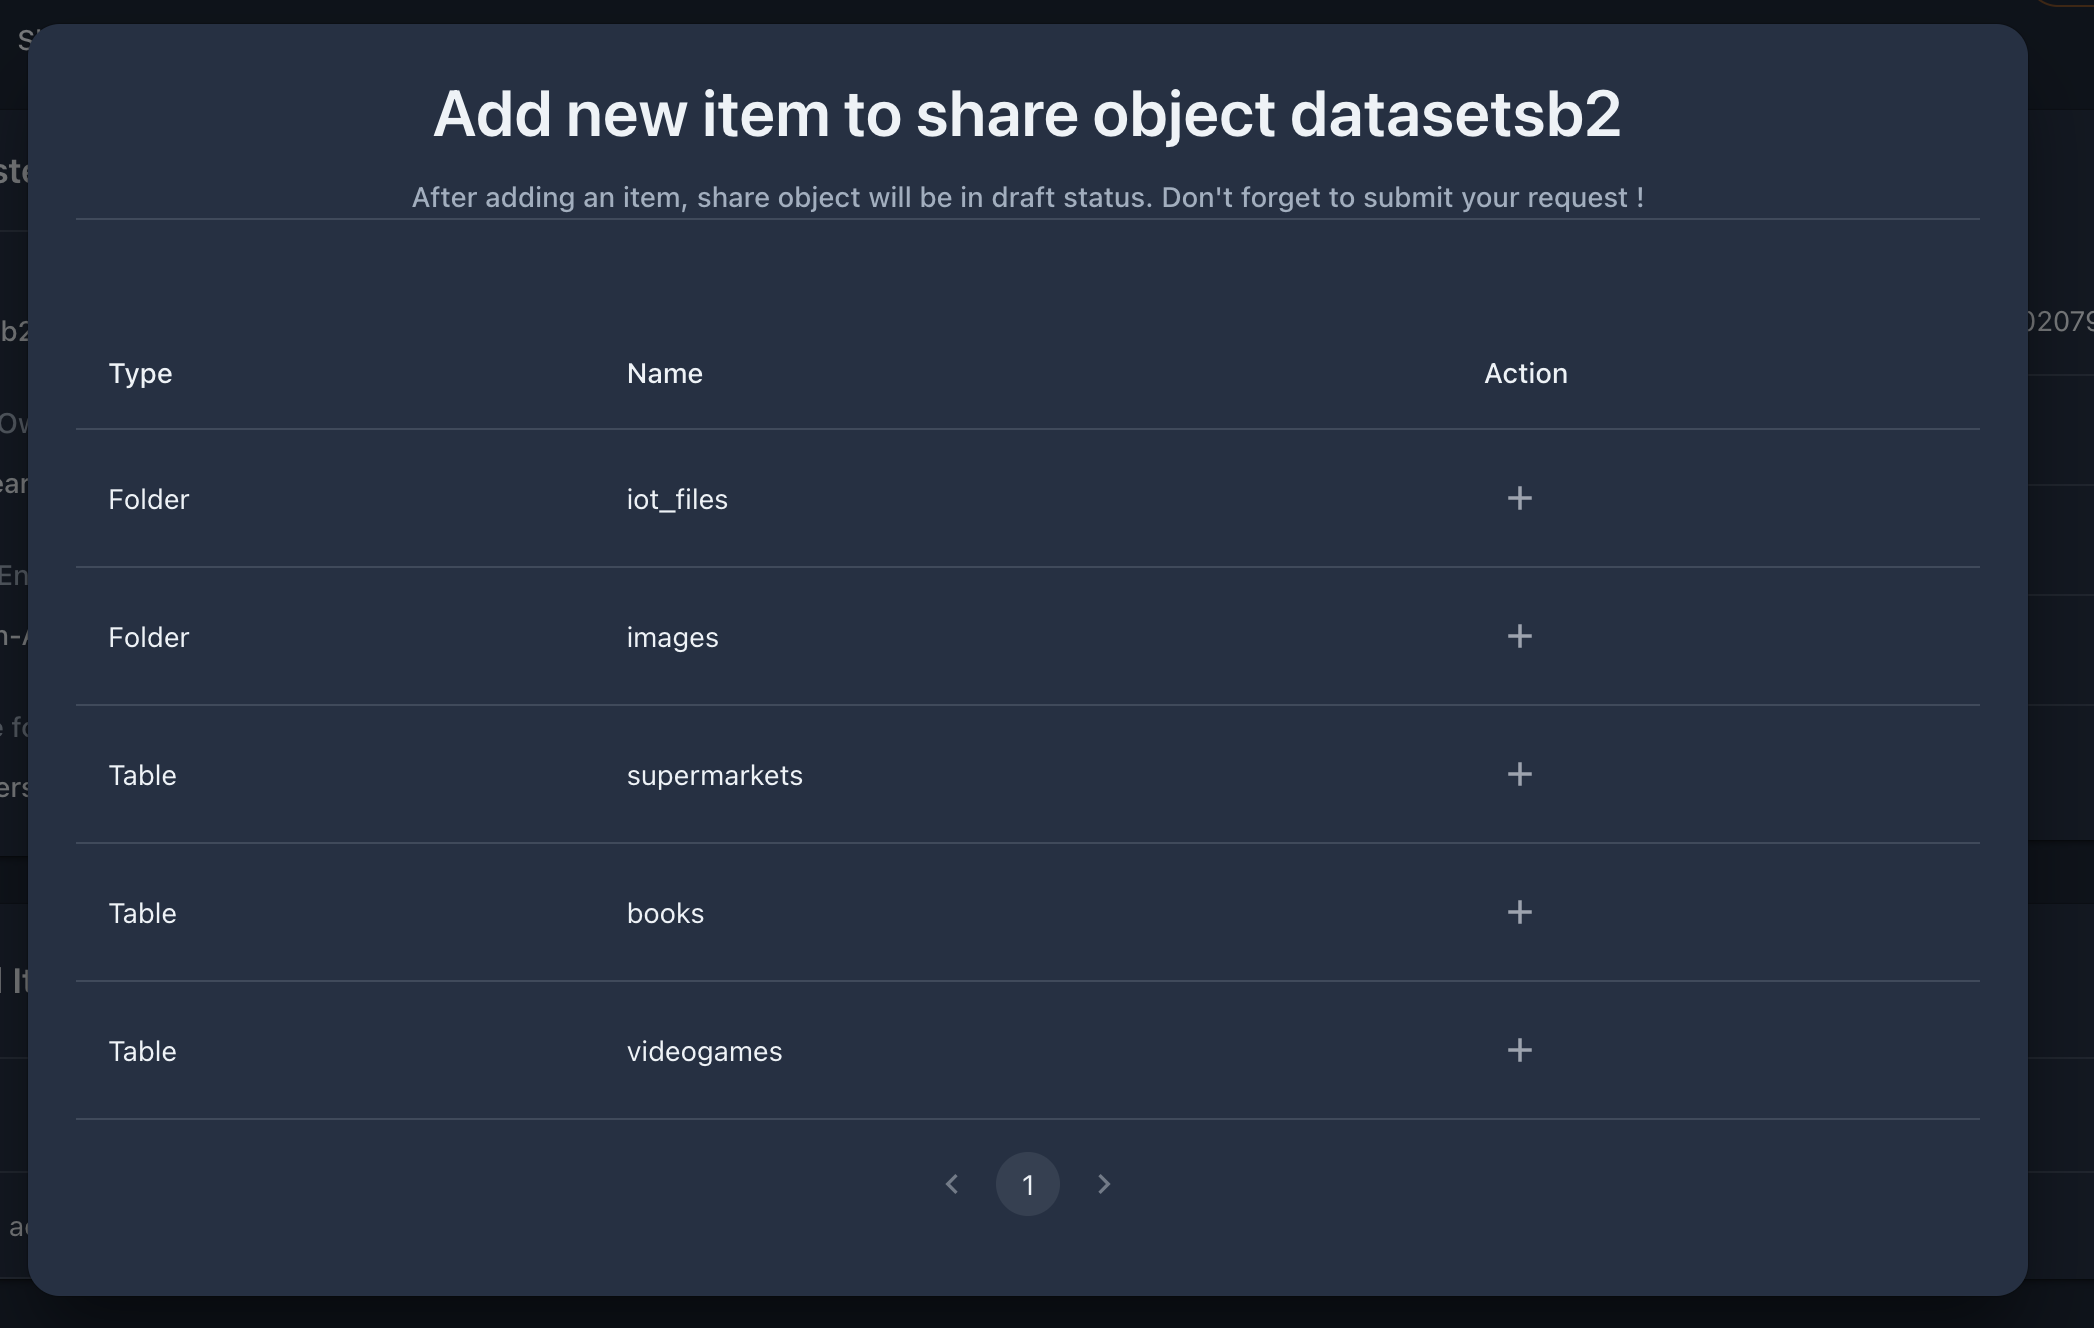 Add new item to share object datasetsb2
After adding an item, share object will be in draft status. Don't forget to submit your request !
Type Name Action
Folder iot_files
Folder images
Table supermarkets
Table books
Table videogames
1